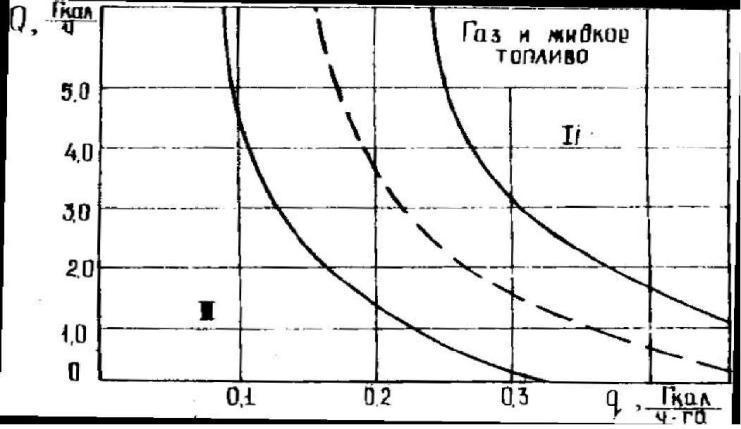 Q, Гкал/ч
Газ и жидкое
топливо
5,0
II
4,0
3,0
2,0
III
1,0
0
0,1 0,2 0,3 q, Гкал/ч·га